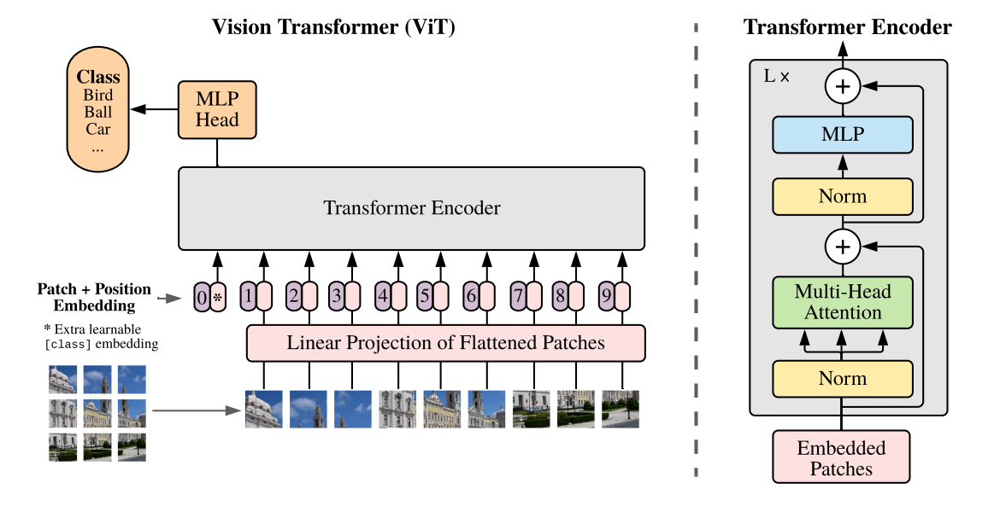 Vision Transformer (ViT)
Class
Bird
Ball
Car
...
MLP
Head
Transformer Encoder
Patch + Position
Embedding
0 * 1 2 3 4 5 6 7 8 9
* Extra learnable
[class] embedding
Linear Projection of Flattened Patches
Transformer Encoder
L ×
+
MLP
Norm
+
Multi-Head
Attention
Norm
Embedded
Patches